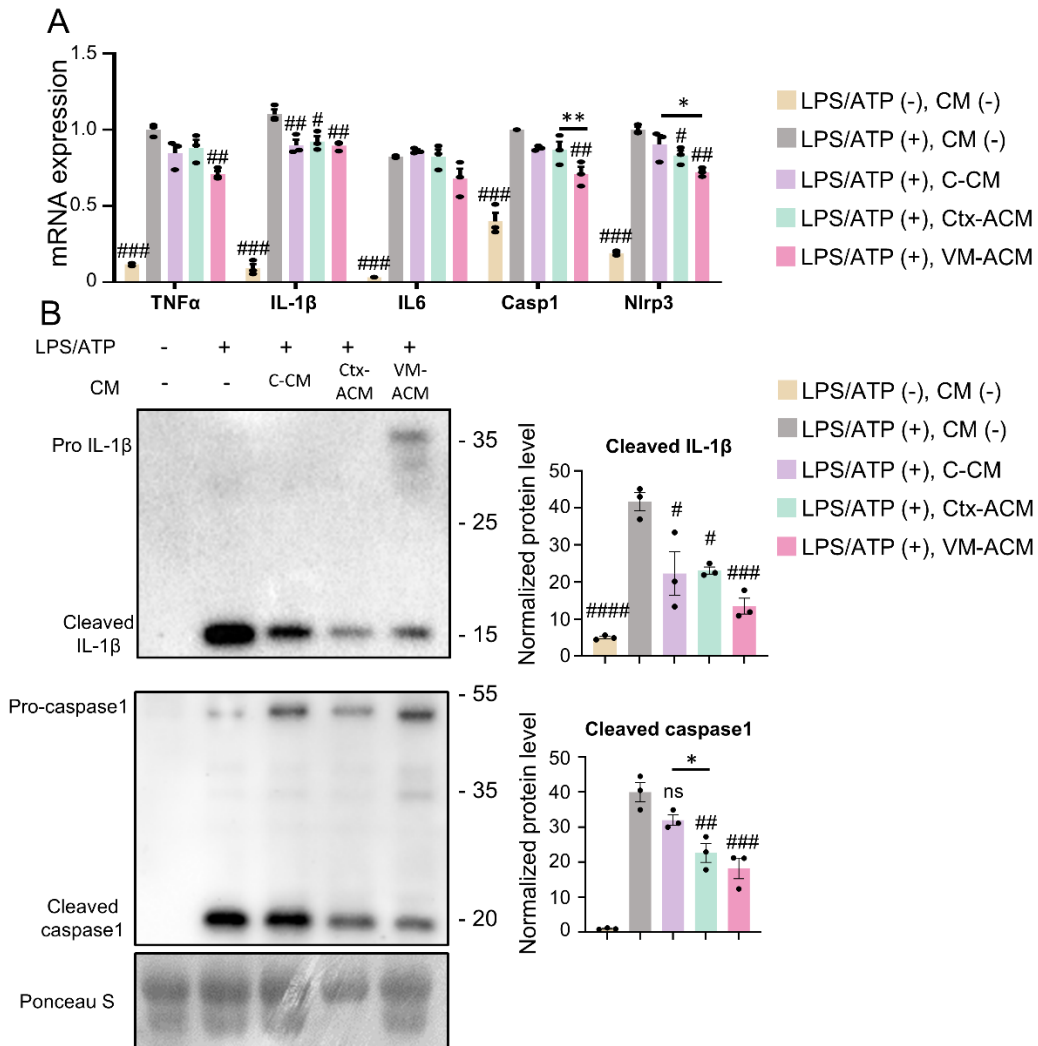 A
mRNA expression
1.5
1.0
0.5
0
###
##
###
##
#
##
###
###
**
##
###
*
#
##
TNFα
IL-1β
IL6
Casp1
Nlrp3
LPS/ATP (-), CM (-)
LPS/ATP (+), CM (-)
LPS/ATP (+), C-CM
LPS/ATP (+), Ctx-ACM
LPS/ATP (+), VM-ACM
B
LPS/ATP - + + + +
CM - - C-CM Ctx-ACM VM-ACM
Pro IL-1β
- 35
- 25
Cleaved IL-1β
- 15
Cleaved IL-1β
Normalized protein level
50
40
30
20
10
0
####
#
#
###
LPS/ATP (-), CM (-)
LPS/ATP (+), CM (-)
LPS/ATP (+), C-CM
LPS/ATP (+), Ctx-ACM
LPS/ATP (+), VM-ACM
Pro-caspase1
- 55
- 35
Cleaved caspase1
- 20
Cleaved caspase1
Normalized protein level
50
40
30
20
10
0
ns
*
##
###
Ponceau S